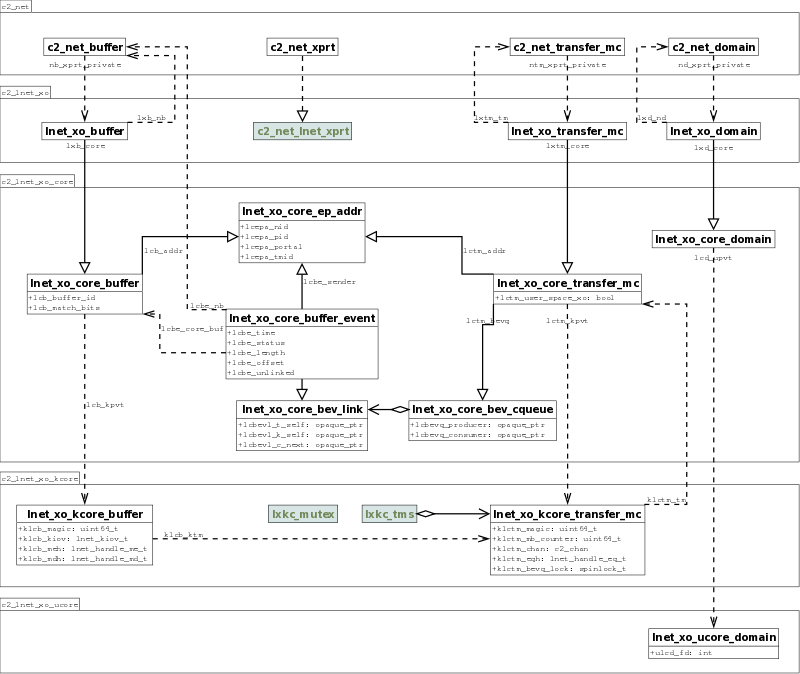 c2_net
c2_net_buffer
c2_net_xprt
c2_net_transfer_mc
c2_net_domain
nb_xprt_private
ntm_xprt_private
nd_xprt_private
c2_lnet_xo
lxb_nb
lxtm_tm
lxd_nd
lnet_xo_buffer
c2_net_lnet_xprt
lnet_xo_transfer_mc
lnet_xo_domain
lxb_core
lxtm_core
lxd_core
c2_lnet_xo_core
lnet_xo_core_ep_addr
+lcepa_nid
+lcepa_pid
+lcepa_portal
+lcepa_tmid
lcb_addr
lctm_addr
lnet_xo_core_domain
lcd_upvt
lnet_xo_core_buffer
+lcb_buffer_id
+lcb_match_bits
lcbe_sender
lnet_xo_core_transfer_mc
+lctm_user_space_xo: bool
lcbe_nb
lnet_xo_core_buffer_event
+lcbe_time
+lcbe_status
+lcbe_length
+lcbe_offset
+lcbe_unlinked
lcbe_core_buf
lctm_bevq
lctm_kpvt
lcb_kpvt
lnet_xo_core_bev_link
+lcbevl_t_self: opaque_ptr
+lcbevl_k_self: opaque_ptr
+lcbevl_c_next: opaque_ptr
lnet_xo_core_bev_cqueue
+lcbevq_producer: opaque_ptr
+lcbevq_consumer: opaque_ptr
c2_lnet_xo_kcore
klctm_tm
lnet_xo_kcore_buffer
+klcb_magic: uint64_t
+klcb_kiov: lnet_kiov_t
+klcb_meh: lnet_handle_me_t
+klcb_mdh: lnet_handle_md_t
klcb_ktm
lxkc_mutex
lxkc_tms
lnet_xo_kcore_transfer_mc
+klctm_magic: uint64_t
+klctm_mb_counter: uint64_t
+klctm_chan: c2_chan
+klctm_eqh: lnet_handle_eq_t
+klctm_bevq_lock: spinlock_t
c2_lnet_xo_ucore
lnet_xo_ucore_domain
+ulcd_fd: int